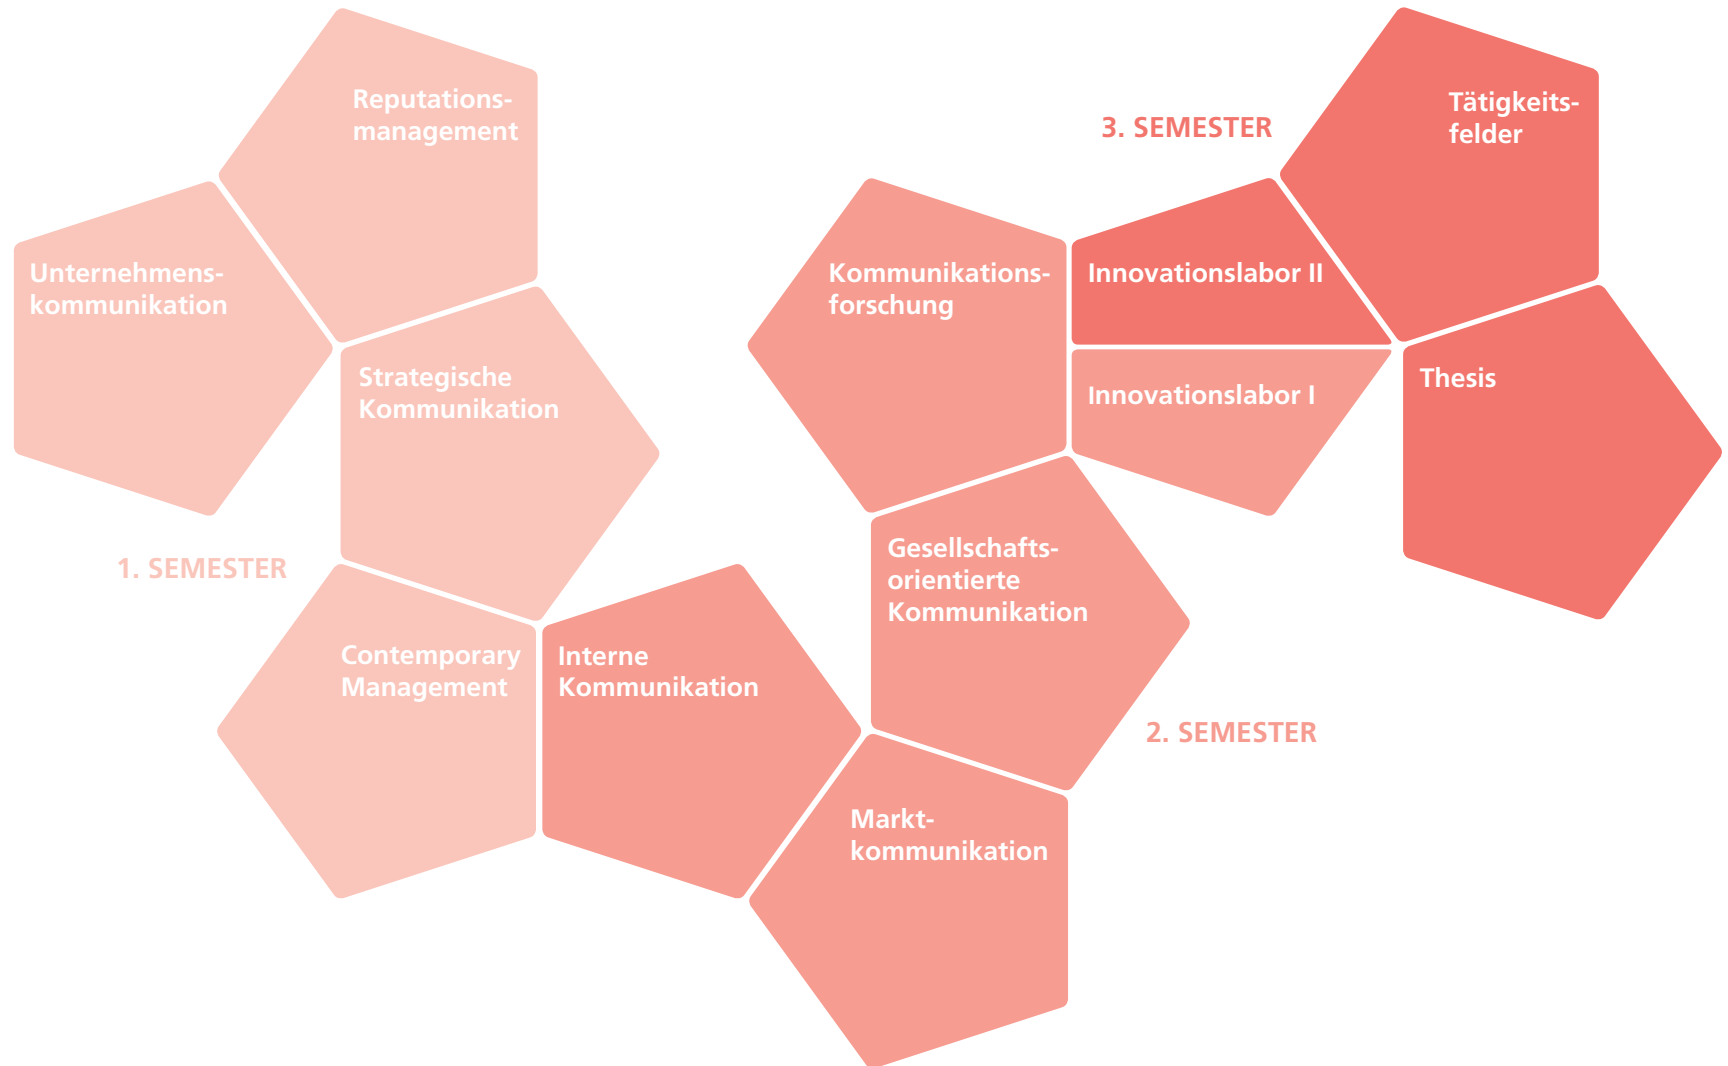 Reputations-
management
Unternehmens-
kommunikation
Strategische
Kommunikation
1. SEMESTER
Contemporary
Management
Interne
Kommunikation
Markt-
kommunikation
Gesellschafts-
orientierte
Kommunikation
2. SEMESTER
Kommunikations-
forschung
Innovationslabor I
3. SEMESTER
Innovationslabor II
Tätigkeits-
felder
Thesis